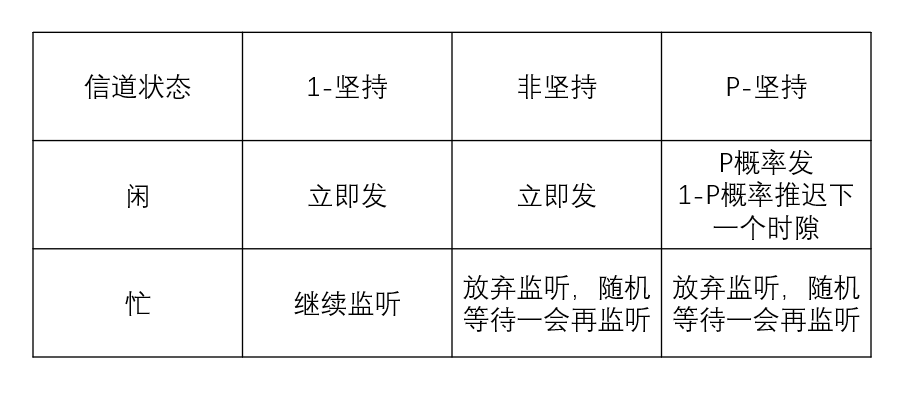 信道状态 1-坚持 非坚持 P-坚持
闲 立即发 立即发 P概率发
1-P概率推迟下
一个时隙
忙 继续监听 放弃监听，随机
等待一会再监听 放弃监听，随机
等待一会再监听